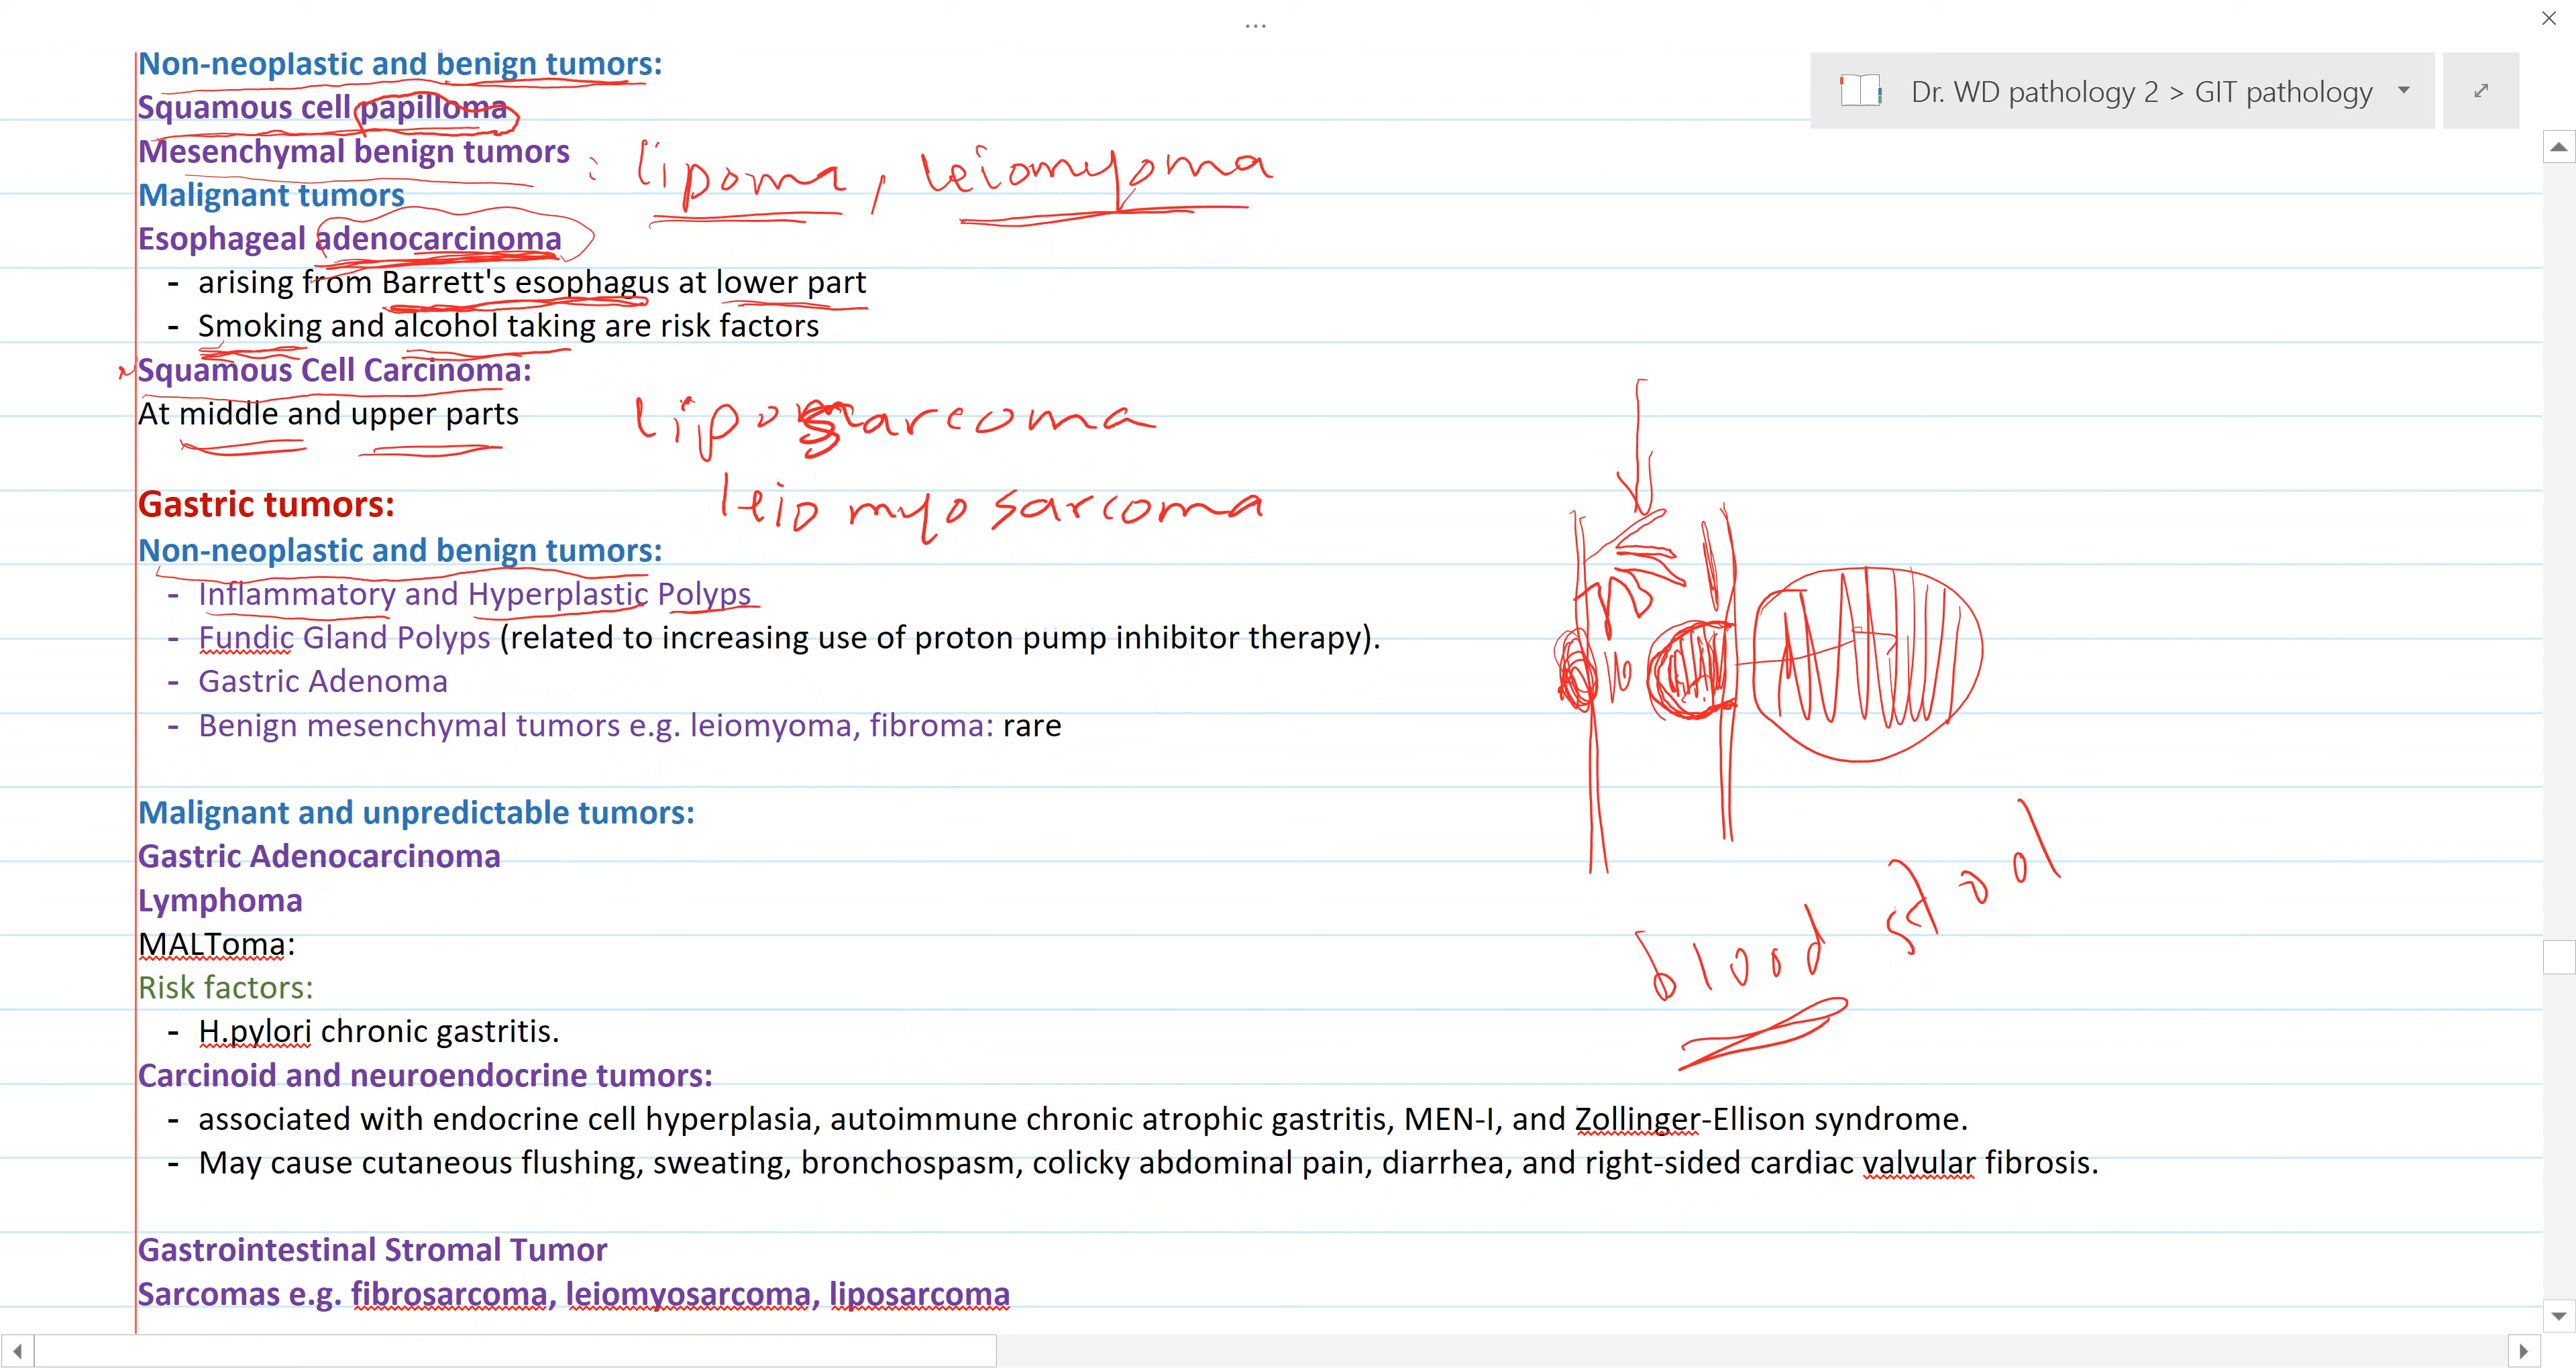 ...
Dr. WD pathology 2 > GIT pathology
Non-neoplastic and benign tumors:
Squamous cell papilloma
Mesenchymal benign tumors : lipoma, leiomyoma
Malignant tumors
Esophageal adenocarcinoma
- arising from Barrett's esophagus at lower part
- Smoking and alcohol taking are risk factors
Squamous Cell Carcinoma:
At middle and upper parts
liposarcoma
leiomyosarcoma
Gastric tumors:
Non-neoplastic and benign tumors:
- Inflammatory and Hyperplastic Polyps
- Fundic Gland Polyps (related to increasing use of proton pump inhibitor therapy).
- Gastric Adenoma
- Benign mesenchymal tumors e.g. leiomyoma, fibroma: rare
Malignant and unpredictable tumors:
Gastric Adenocarcinoma
Lymphoma
MALToma:
Risk factors:
- H.pylori chronic gastritis.
blood stool
Carcinoid and neuroendocrine tumors:
- associated with endocrine cell hyperplasia, autoimmune chronic atrophic gastritis, MEN-I, and Zollinger-Ellison syndrome.
- May cause cutaneous flushing, sweating, bronchospasm, colicky abdominal pain, diarrhea, and right-sided cardiac valvular fibrosis.
Gastrointestinal Stromal Tumor
Sarcomas e.g. fibrosarcoma, leiomyosarcoma, liposarcoma